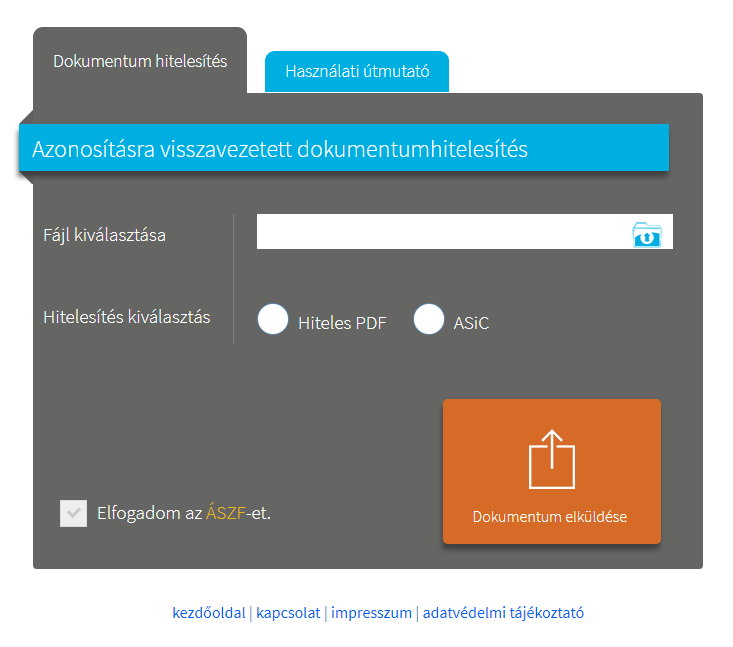 Dokumentum hitelesítés
Használati útmutató
Azonosításra visszavezetett dokumentumhitelesítés
Fájl kiválasztása
Hitelesítés kiválasztás
Hiteles PDF
ASiC
Dokumentum elküldése
Elfogadom az ÁSZF-et.
kezdőoldal | kapcsolat | impresszum | adatvédelmi tájékoztató